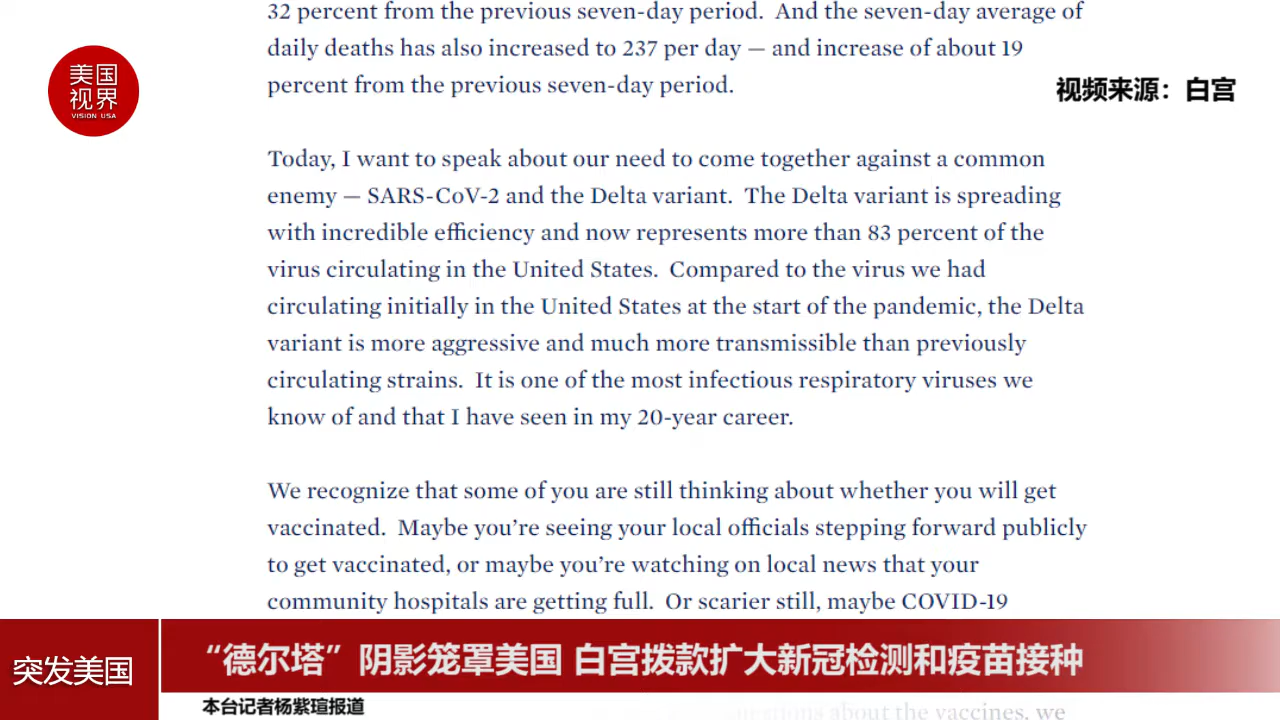 32 percent from the previous seven-day period.  And the seven-day average of
daily deaths has also increased to 237 per day — and increase of about 19
percent from the previous seven-day period.
美国
视界
VISION USA
视频来源：白宫
Today, I want to speak about our need to come together against a common
enemy — SARS-CoV-2 and the Delta variant.  The Delta variant is spreading
with incredible efficiency and now represents more than 83 percent of the
virus circulating in the United States.  Compared to the virus we had
circulating initially in the United States at the start of the pandemic, the Delta
variant is more aggressive and much more transmissible than previously
circulating strains.  It is one of the most infectious respiratory viruses we
know of and that I have seen in my 20-year career.
We recognize that some of you are still thinking about whether you will get
vaccinated.  Maybe you’re seeing your local officials stepping forward publicly
to get vaccinated, or maybe you’re watching on local news that your
community hospitals are getting full.  Or scarier still, maybe COVID-19
突发美国
“德尔塔”阴影笼罩美国 白宫拨款扩大新冠检测和疫苗接种
本台记者杨紫瑄报道
questions about the vaccines, we